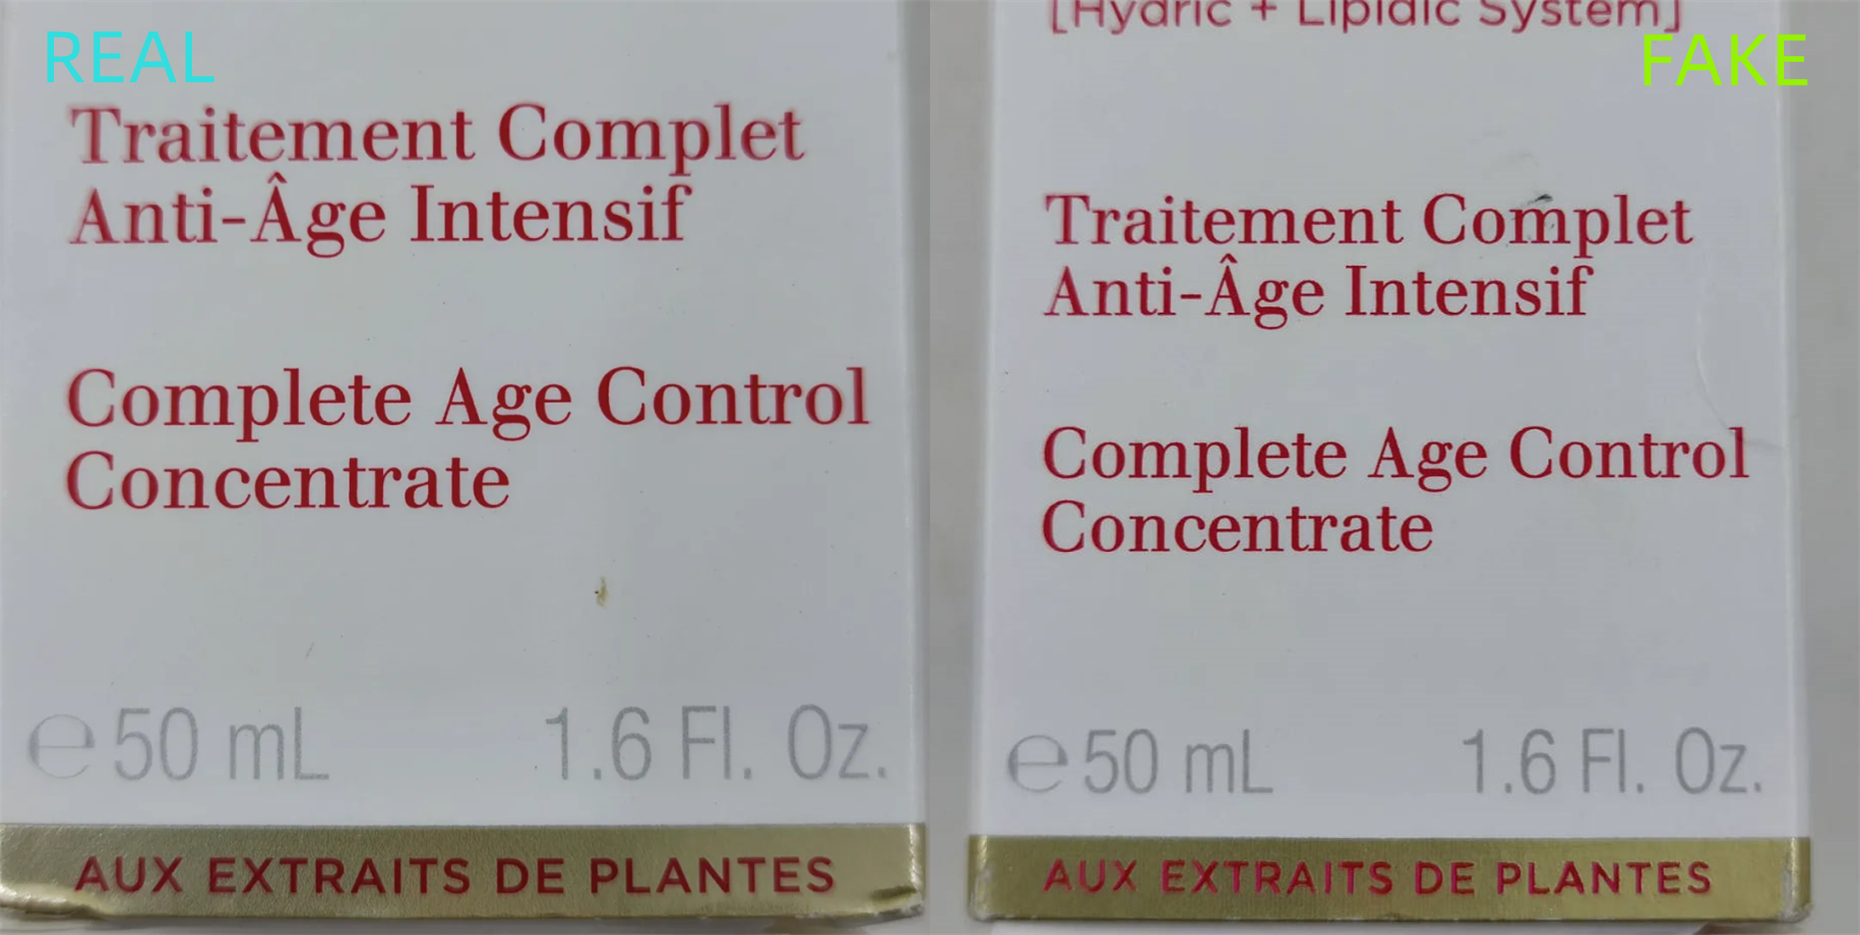 REAL
Traitement Complet
Anti-Âge Intensif
Complete Age Control
Concentrate
℮50 mL 1.6 Fl. Oz.
AUX EXTRAITS DE PLANTES
[Hydric + Lipidic System]
FAKE
Traitement Complet
Anti-Âge Intensif
Complete Age Control
Concentrate
℮50 mL 1.6 Fl. Oz.
AUX EXTRAITS DE PLANTES